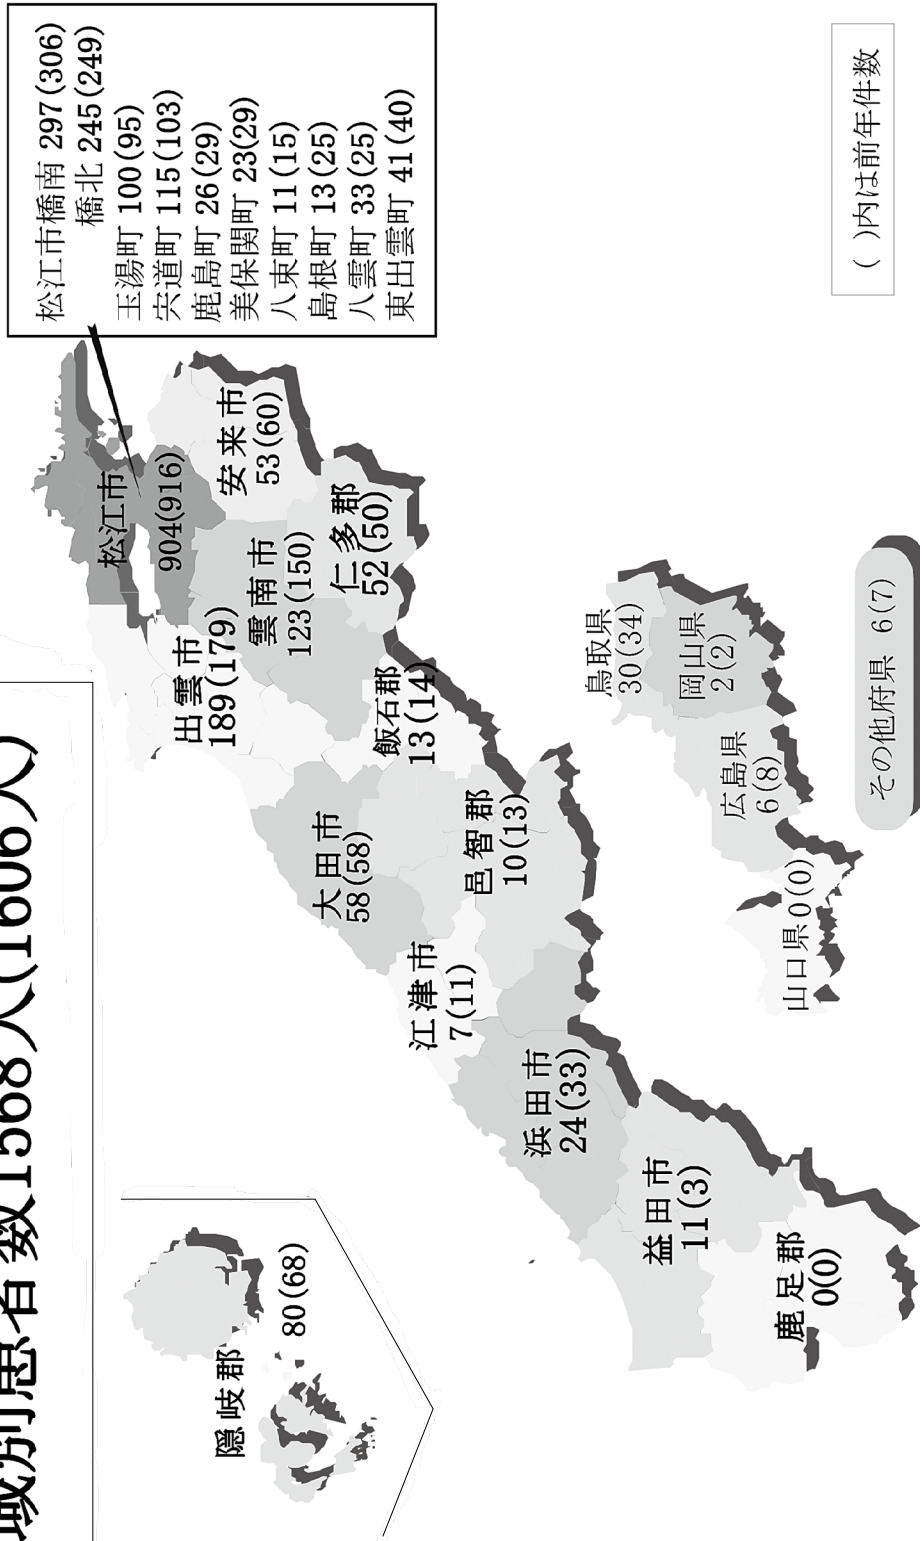 域別患者数1568人(1606人)
松江市橋南 297(306)
橋北 245(249)
玉湯町 100(95)
宍道町 115(103)
鹿島町 26(29)
美保関町 23(29)
八束町 11(15)
島根町 13(25)
八雲町 33(25)
東出雲町 41(40)
松江市
904(916)
安来市
53(60)
雲南市
123(150)
仁多郡
52(50)
出雲市
189(179)
飯石郡
13(14)
大田市
58(58)
邑智郡
10(13)
江津市
7(11)
浜田市
24(33)
益田市
11(3)
鹿足郡
0(0)
隠岐郡
80(68)
鳥取県
30(34)
岡山県
2(2)
広島県
6(8)
山口県 0(0)
その他府県 6(7)
( )内は前年件数